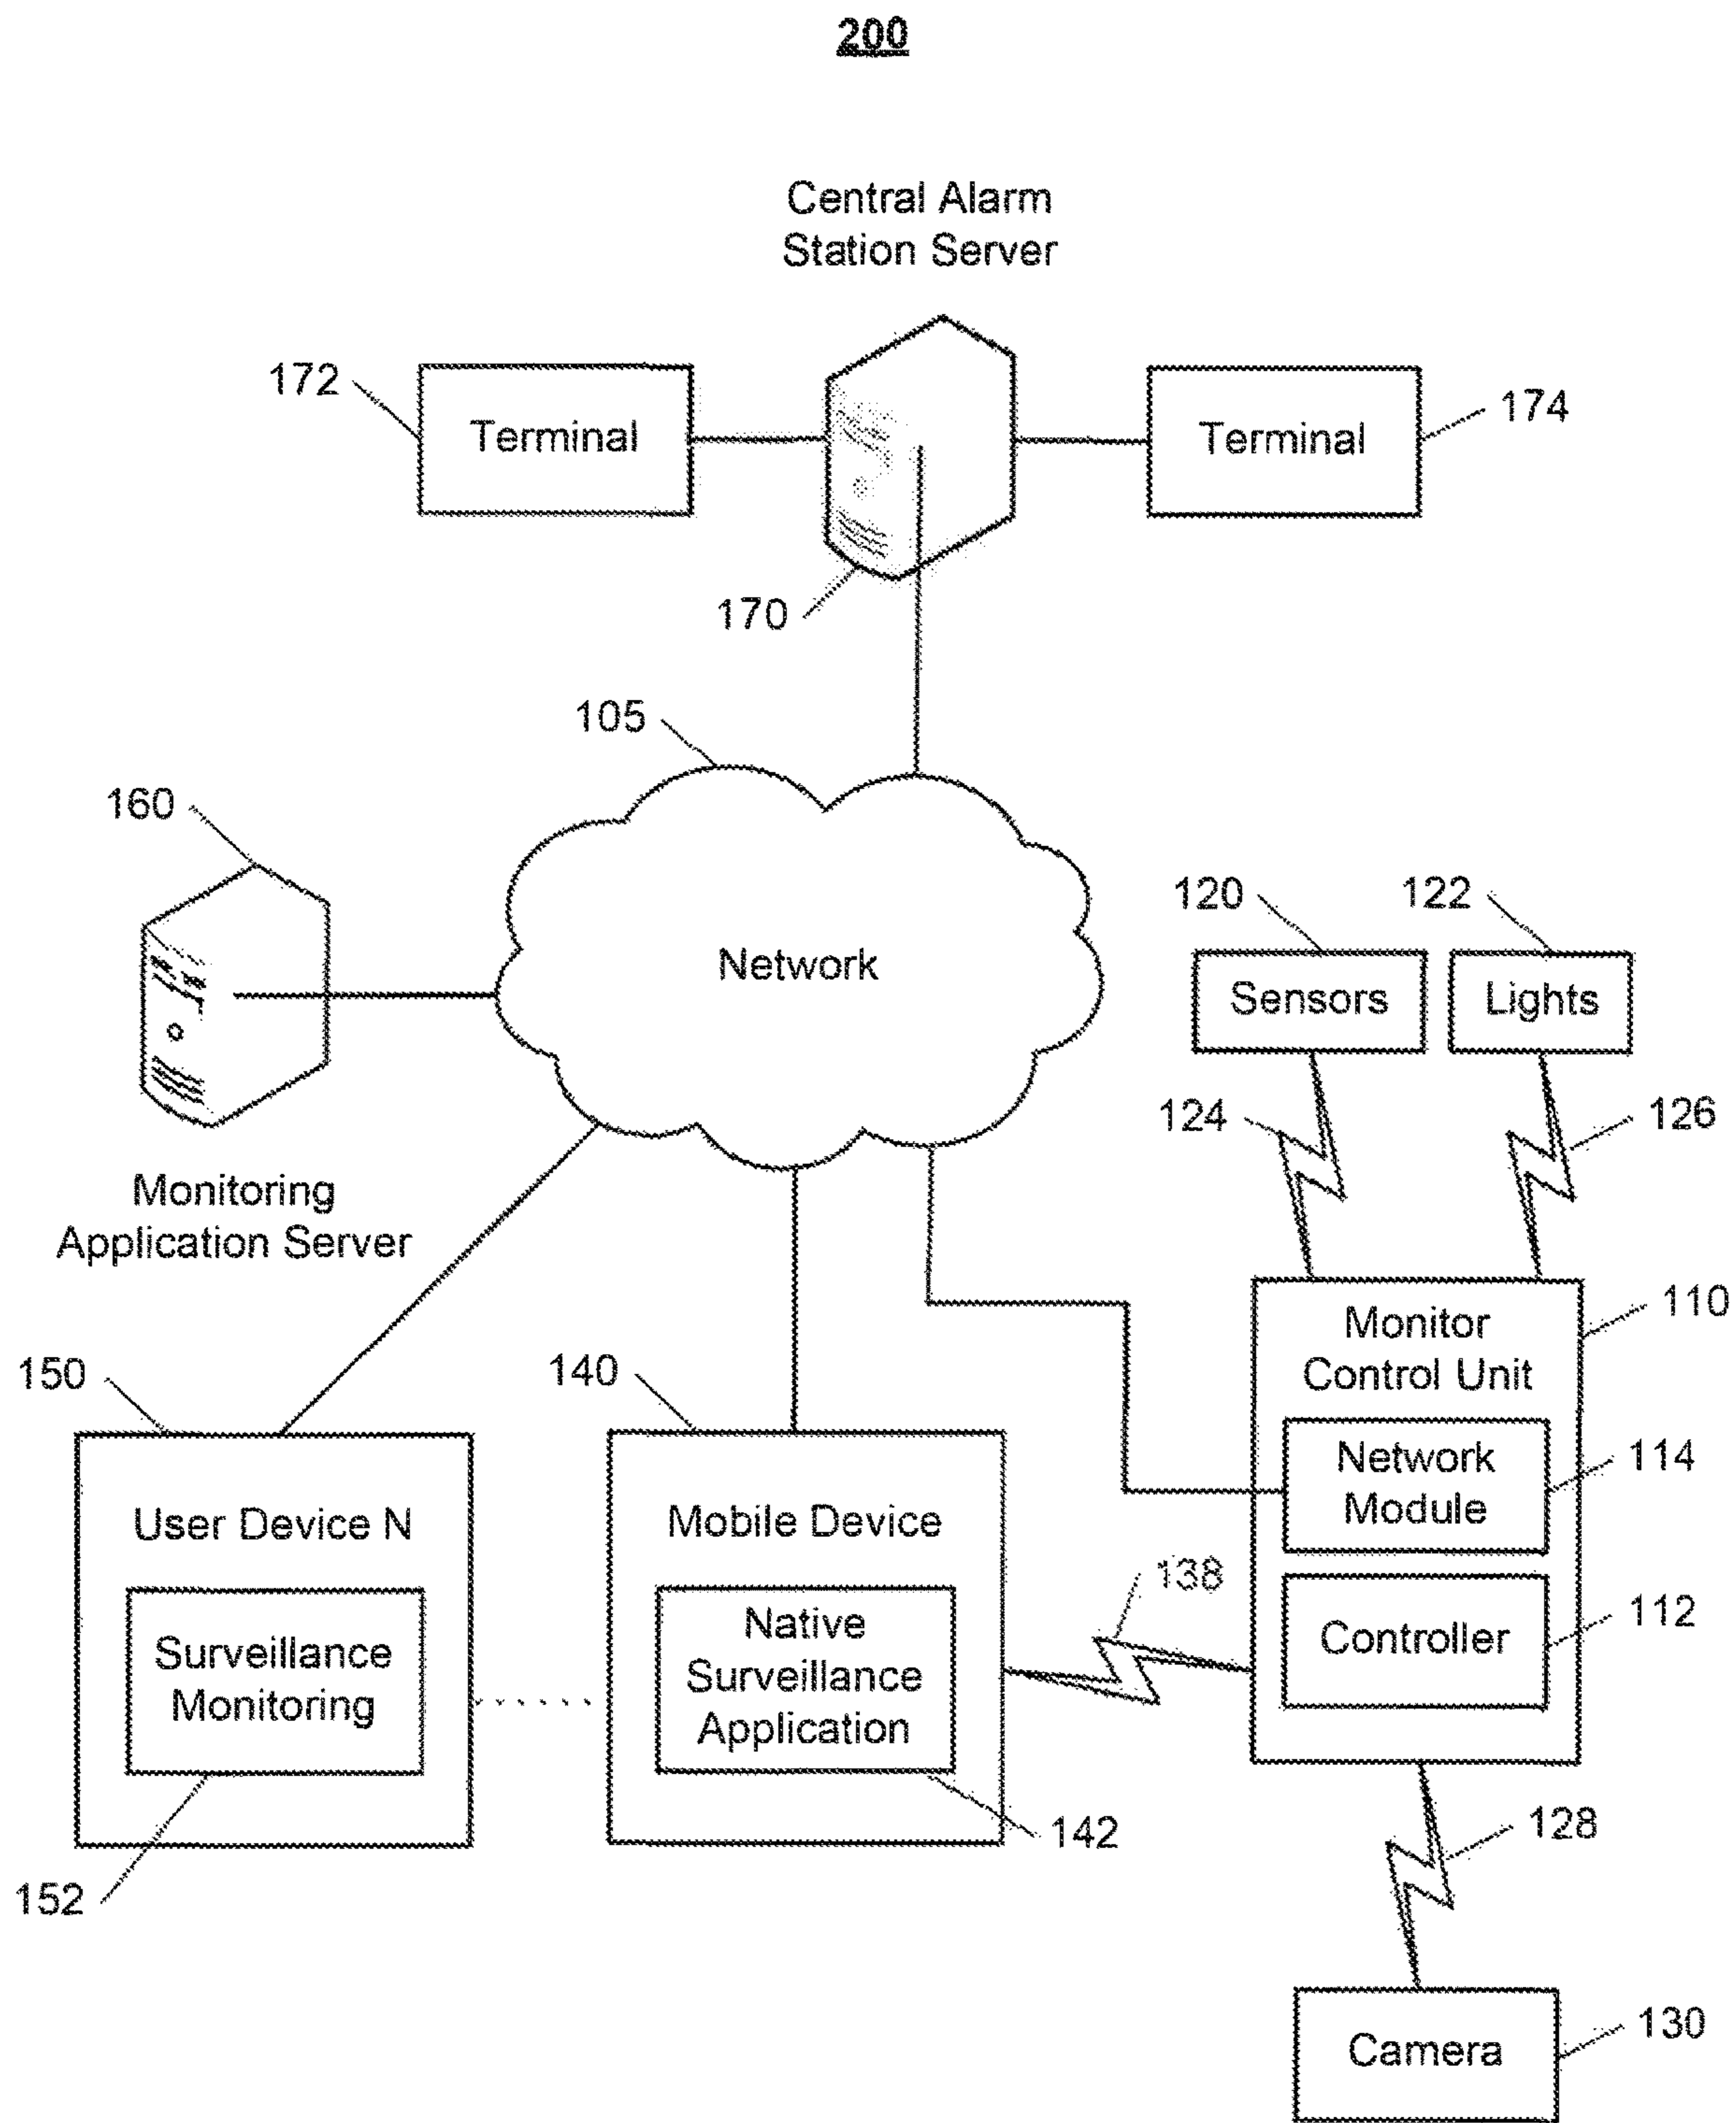 200
Central Alarm
Station Server
172
Terminal
Terminal
174
170
105
160
Network
120
122
Sensors
Lights
124
126
Monitoring
Application Server
110
Monitor
Control Unit
150
140
Network
Module
114
User Device N
Mobile Device
138
112
Controller
Surveillance
Monitoring
Native
Surveillance
Application
142
128
152
130
Camera